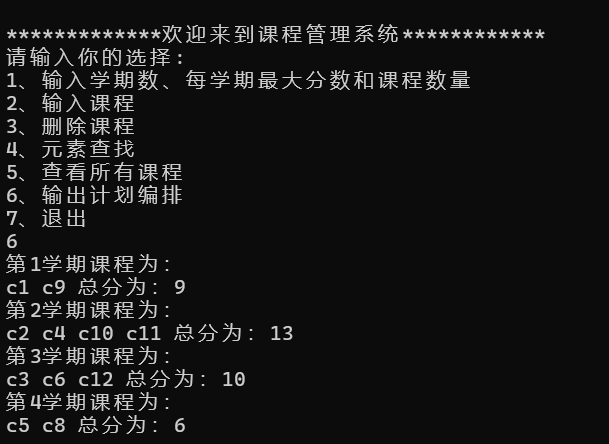 *************欢迎来到课程管理系统************
请输入你的选择:
1、输入学期数、每学期最大分数和课程数量
2、输入课程
3、删除课程
4、元素查找
5、查看所有课程
6、输出计划编排
7、退出
6
第1学期课程为:
c1 c9 总分为: 9
第2学期课程为:
c2 c4 c10 c11 总分为: 13
第3学期课程为:
c3 c6 c12 总分为: 10
第4学期课程为:
c5 c8 总分为: 6